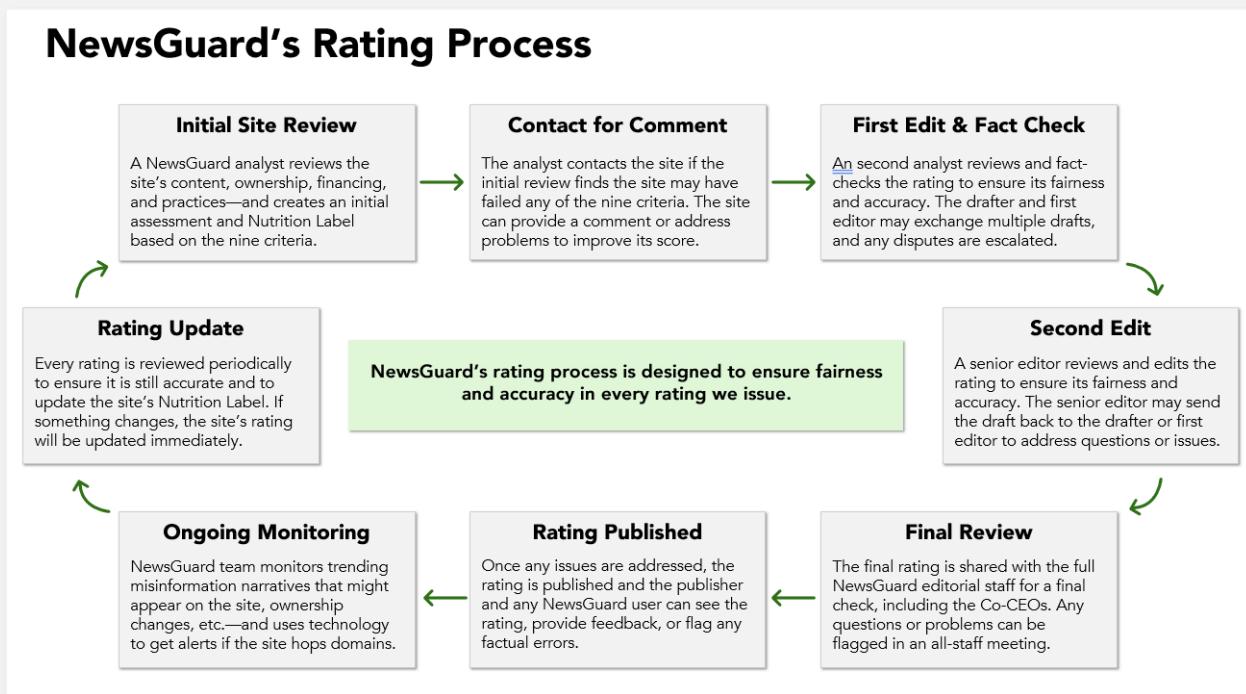 NewsGuard’s Rating Process
Initial Site Review
A NewsGuard analyst reviews the
site’s content, ownership, financing,
and practices—and creates an initial
assessment and Nutrition Label
based on the nine criteria.
Contact for Comment
The analyst contacts the site if the
initial review finds the site may have
failed any of the nine criteria. The site
can provide a comment or address
problems to improve its score.
First Edit & Fact Check
An second analyst reviews and fact-
checks the rating to ensure its fairness
and accuracy. The drafter and first
editor may exchange multiple drafts,
and any disputes are escalated.
Second Edit
A senior editor reviews and edits the
rating to ensure its fairness and
accuracy. The senior editor may send
the draft back to the drafter or first
editor to address questions or issues.
Final Review
The final rating is shared with the full
NewsGuard editorial staff for a final
check, including the Co-CEOs. Any
questions or problems can be
flagged in an all-staff meeting.
Rating Published
Once any issues are addressed, the
rating is published and the publisher
and any NewsGuard user can see the
rating, provide feedback, or flag any
factual errors.
Ongoing Monitoring
NewsGuard team monitors trending
misinformation narratives that might
appear on the site, ownership
changes, etc.—and uses technology
to get alerts if the site hops domains.
Rating Update
Every rating is reviewed periodically
to ensure it is still accurate and to
update the site’s Nutrition Label. If
something changes, the site’s rating
will be updated immediately.
NewsGuard’s rating process is designed to ensure fairness
and accuracy in every rating we issue.